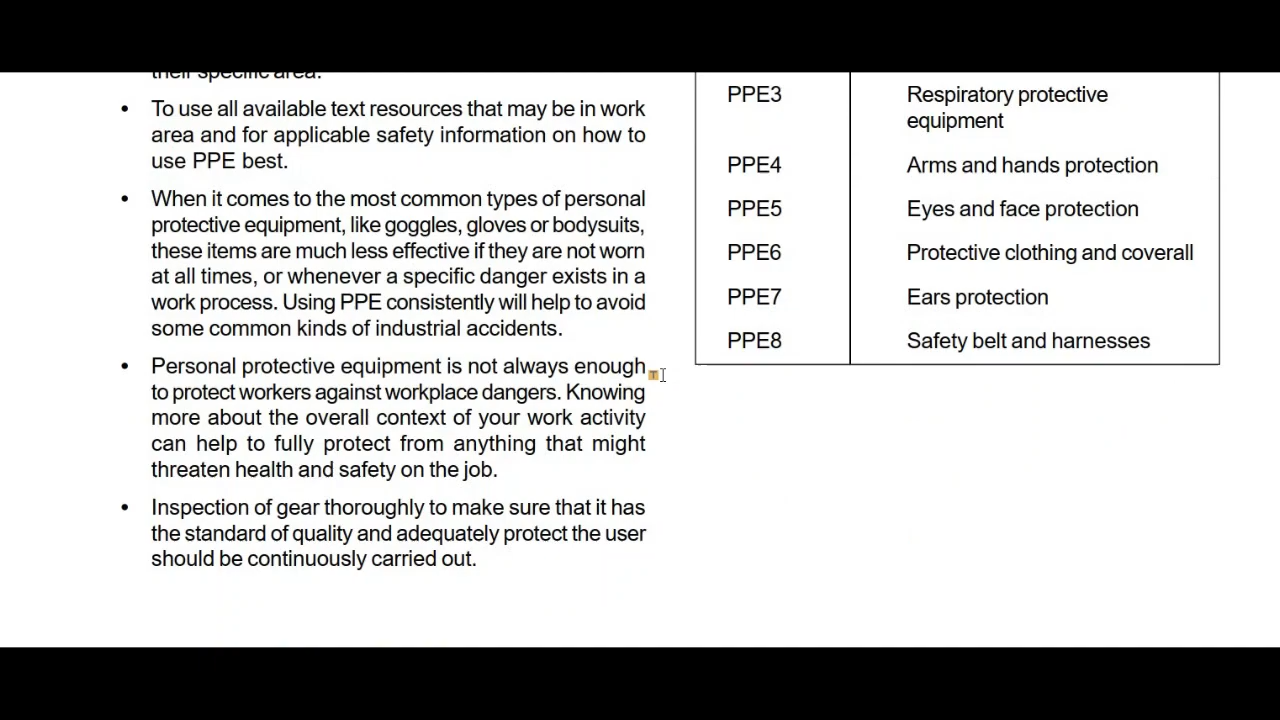 their specific area.
• To use all available text resources that may be in work
area and for applicable safety information on how to
use PPE best.
• When it comes to the most common types of personal
protective equipment, like goggles, gloves or bodysuits,
these items are much less effective if they are not worn
at all times, or whenever a specific danger exists in a
work process. Using PPE consistently will help to avoid
some common kinds of industrial accidents.
• Personal protective equipment is not always enough
to protect workers against workplace dangers. Knowing
more about the overall context of your work activity
can help to fully protect from anything that might
threaten health and safety on the job.
• Inspection of gear thoroughly to make sure that it has
the standard of quality and adequately protect the user
should be continuously carried out.
PPE3 Respiratory protective
equipment
PPE4 Arms and hands protection
PPE5 Eyes and face protection
PPE6 Protective clothing and coverall
PPE7 Ears protection
PPE8 Safety belt and harnesses